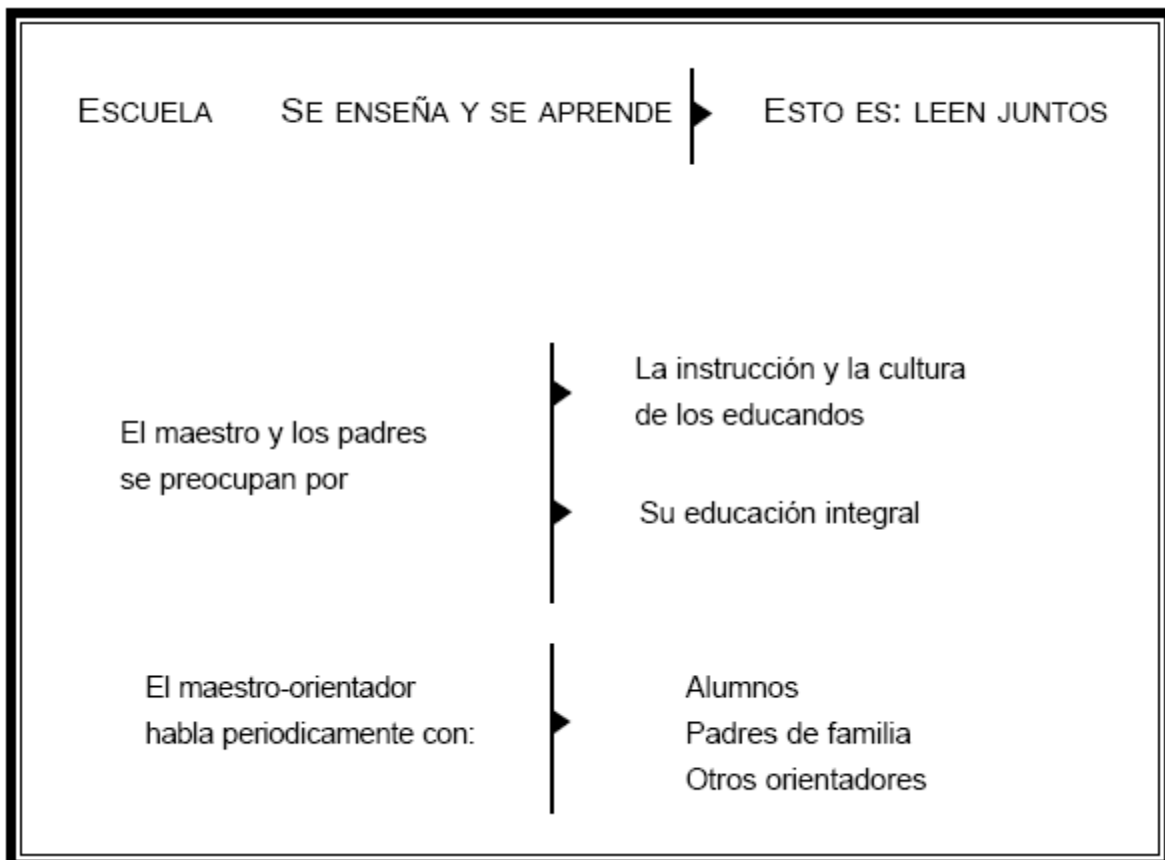 ESCUELA SE ENSEÑA Y SE APRENDE ESTO ES: LEEN JUNTOS
El maestro y los padres
se preocupan por
La instrucción y la cultura
de los educandos
Su educación integral
El maestro-orientador
habla periodicamente con:
Alumnos
Padres de familia
Otros orientadores